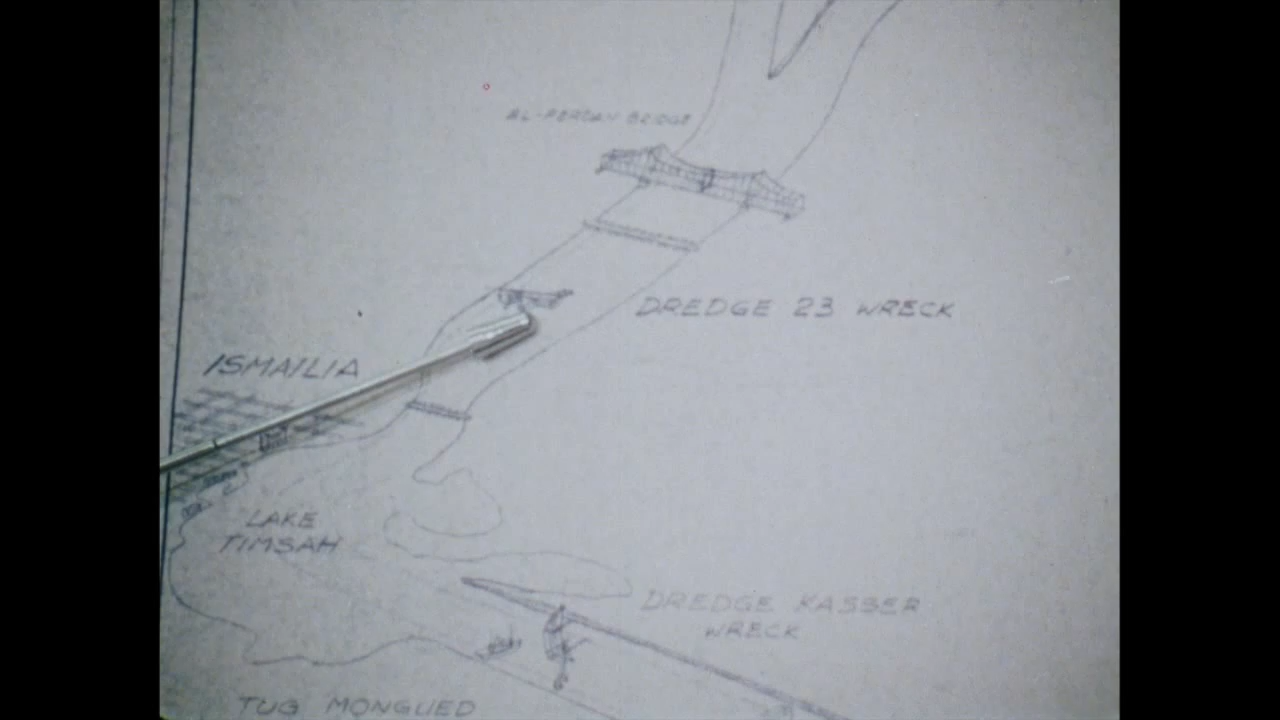 AL-FERDAN BRIDGE
DREDGE 23 WRECK
ISMAILIA
LAKE
TIMSAH
DREDGE KASSER
WRECK
TUG MONGUED